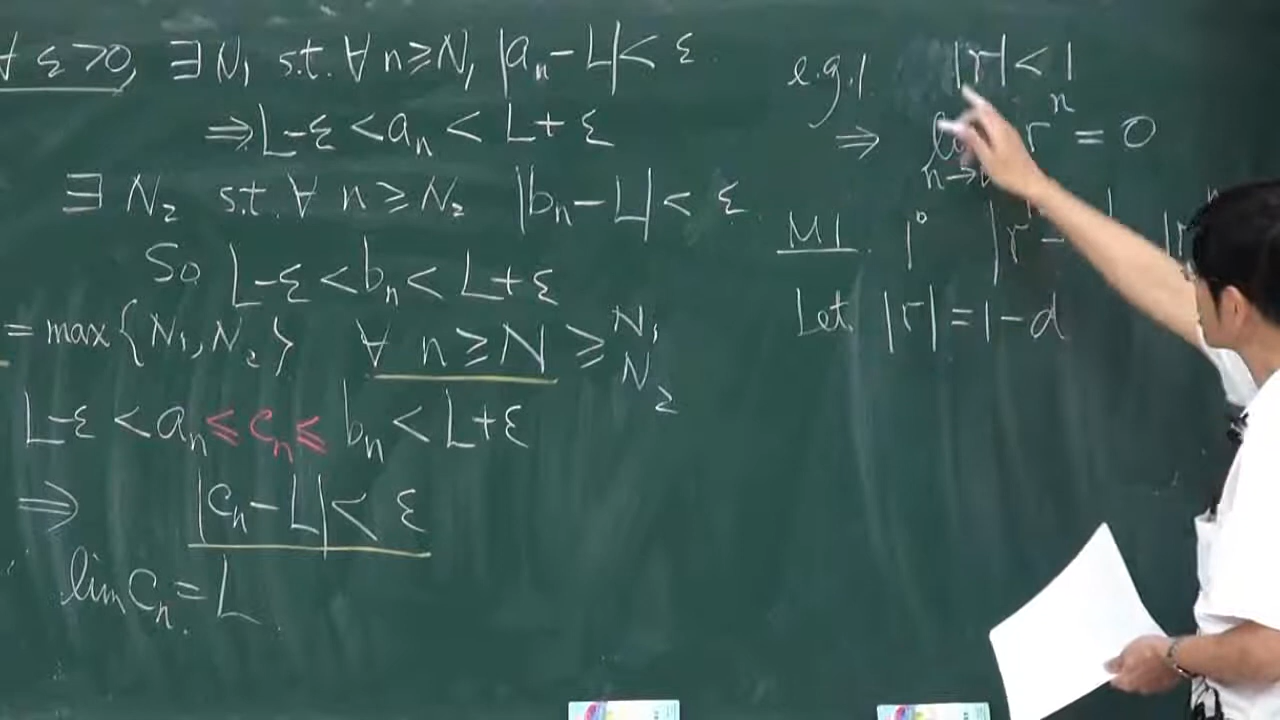 ∀ ε>0, ∃ N₁ s.t. ∀ n≥N₁ |aₙ-L|< ε.
⇒ L-ε <aₙ < L+ε
∃ N₂ s.t. ∀ n ≥ N₂ |bₙ-L| < ε.
So L-ε <bₙ< L+ε
= max{N₁, N₂} ∀ n ≥ N ≥ N₁ N₂
L-ε < aₙ ≤ cₙ ≤ bₙ < L+ε
⇒ |cₙ-L| < ε
lim cₙ = L.
e.g.1. |r| < 1
⇒ rⁿ = 0
M1. 1°
Let |r| = 1-d